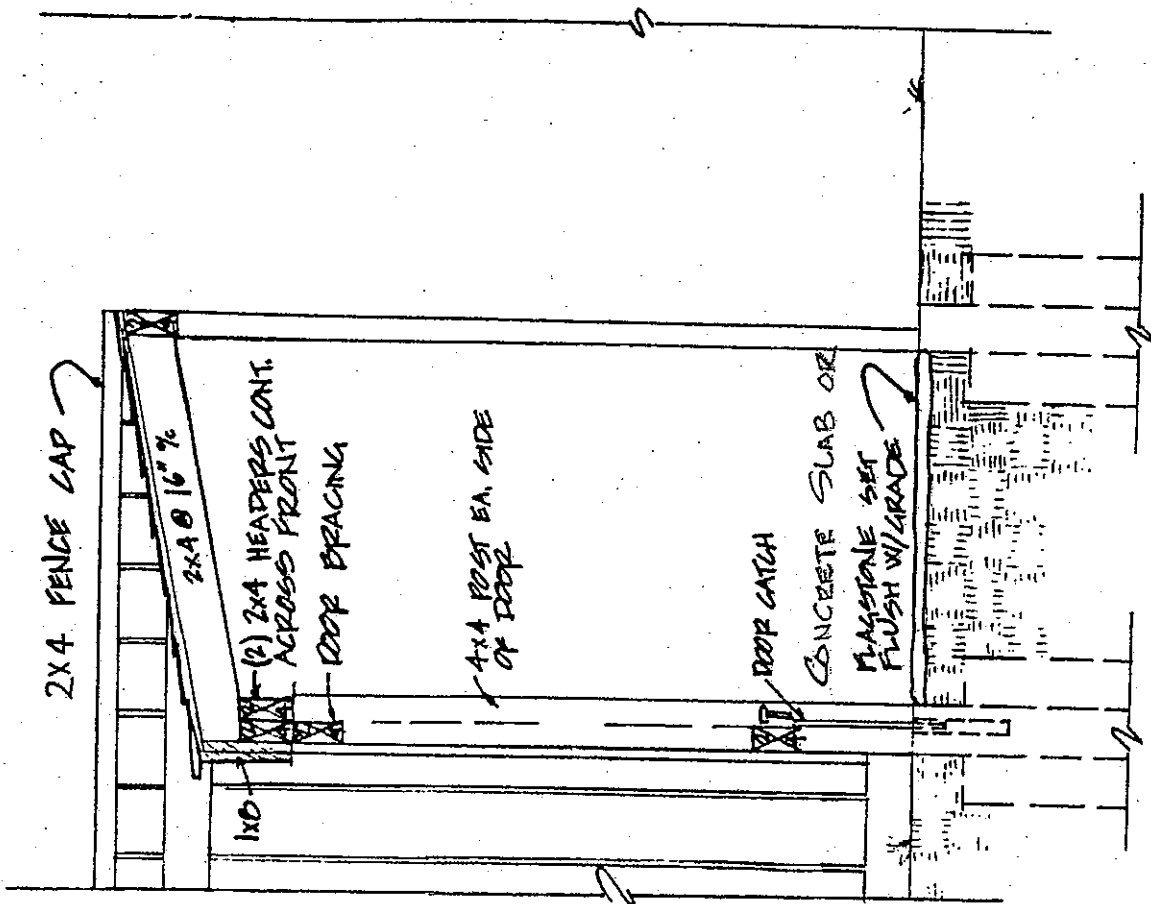 2X4 FENCE CAP
2X4 @ 16" %
(2) 2X4 HEADERS CONT.
ACROSS FRONT
DOOR BRACING
1X8
4X4 POST EA. SIDE
OF DOOR
DOOR CATCH
CONCRETE SLAB OR
FLAGSTONE SET
FLUSH W/GRADE